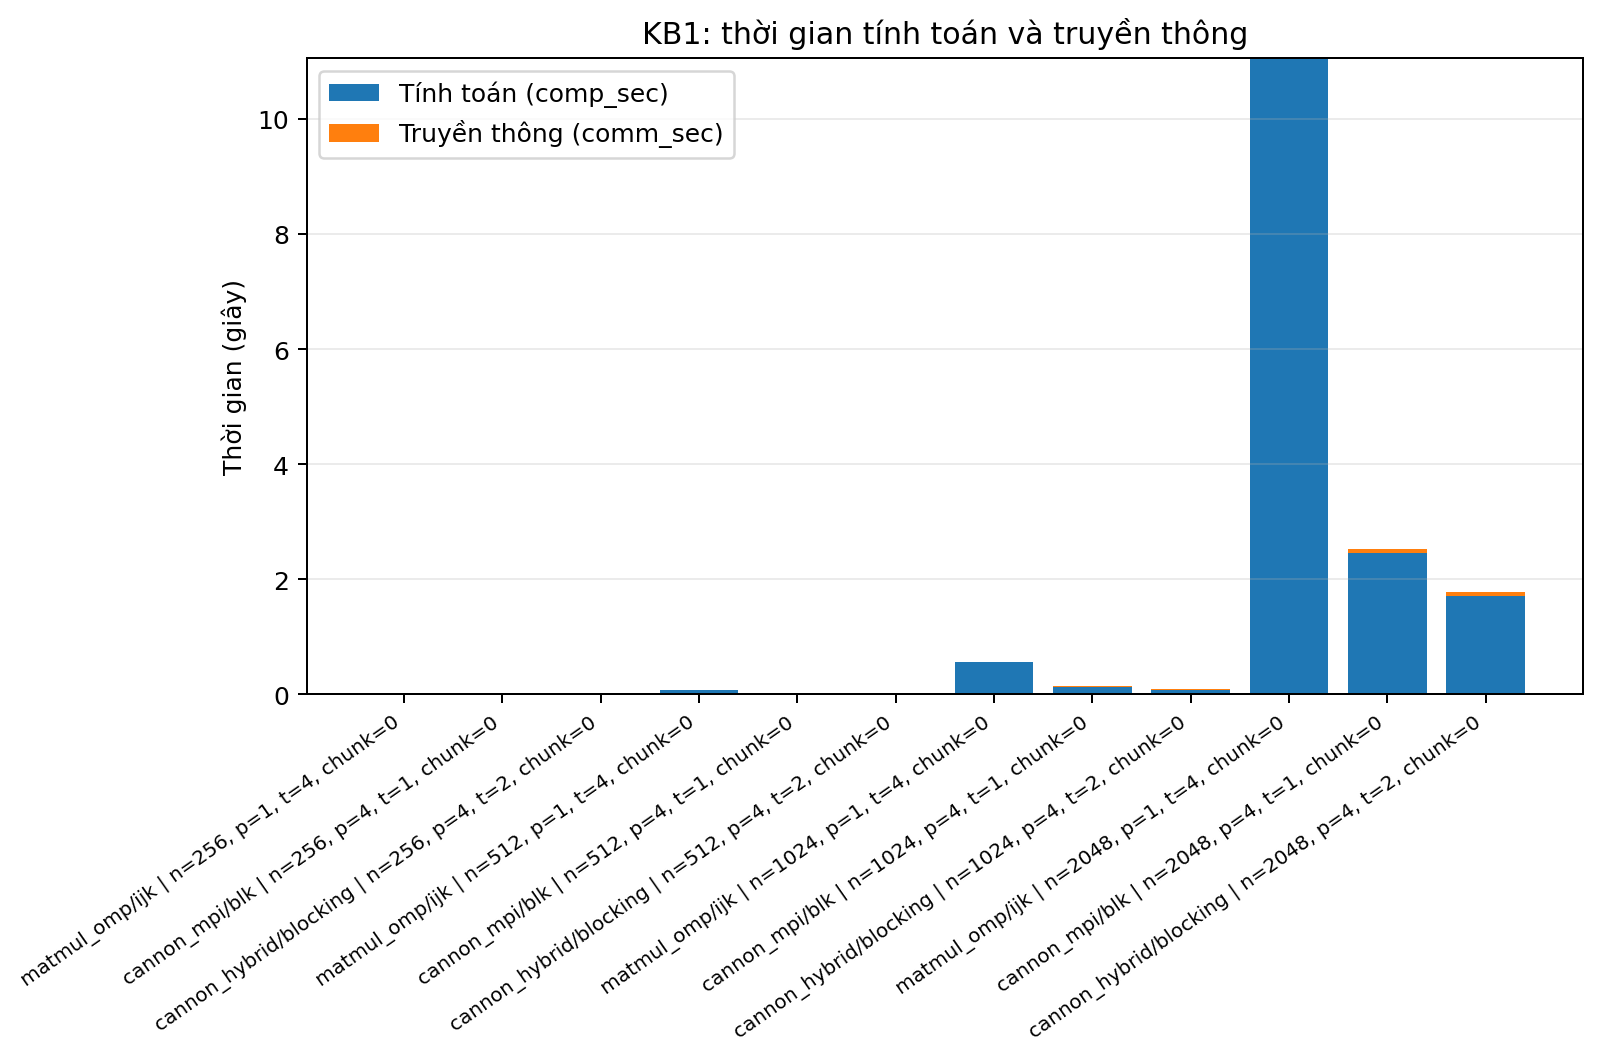 KB1: thời gian tính toán và truyền thông
Tính toán (comp_sec)
Truyền thông (comm_sec)
Thời gian (giây)
10
8
6
4
2
0
matmul_omp/ijk | n=256, p=1, t=4, chunk=0
cannon_mpi/blk | n=256, p=4, t=1, chunk=0
cannon_hybrid/blocking | n=256, p=4, t=2, chunk=0
matmul_omp/ijk | n=512, p=1, t=4, chunk=0
cannon_mpi/blk | n=512, p=4, t=1, chunk=0
cannon_hybrid/blocking | n=512, p=4, t=2, chunk=0
matmul_omp/ijk | n=1024, p=1, t=4, chunk=0
cannon_mpi/blk | n=1024, p=4, t=1, chunk=0
cannon_hybrid/blocking | n=1024, p=4, t=2, chunk=0
matmul_omp/ijk | n=2048, p=1, t=4, chunk=0
cannon_mpi/blk | n=2048, p=4, t=1, chunk=0
cannon_hybrid/blocking | n=2048, p=4, t=2, chunk=0